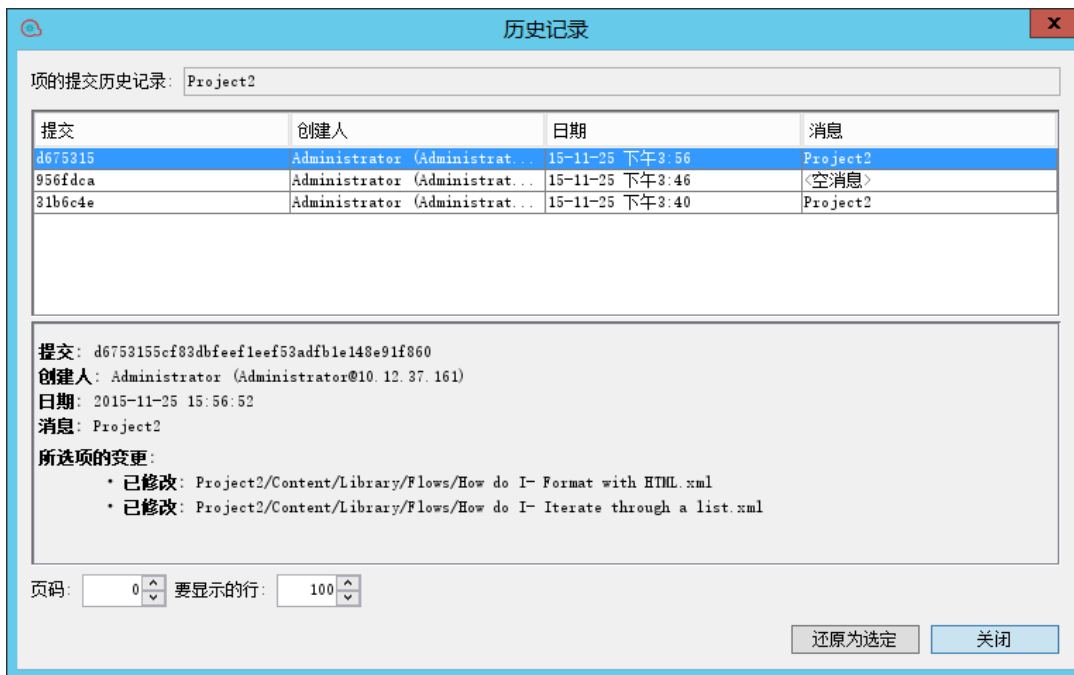 历史记录
x
项的提交历史记录: Project2
提交 创建人 日期 消息
d675315 Administrator (Administrat... 15-11-25 下午3:56 Project2
956fdca Administrator (Administrat... 15-11-25 下午3:46 <空消息>
31b6c4e Administrator (Administrat... 15-11-25 下午3:40 Project2
提交: d6753155cf83dbfeef1eef53adfb1e148e91f860
创建人: Administrator (Administrator@10.12.37.161)
日期: 2015-11-25 15:56:52
消息: Project2
所选项的变更:
• 已修改: Project2/Content/Library/Flows/How do I- Format with HTML.xml
• 已修改: Project2/Content/Library/Flows/How do I- Iterate through a list.xml
页码: 0 要显示的行: 100
还原为选定 关闭